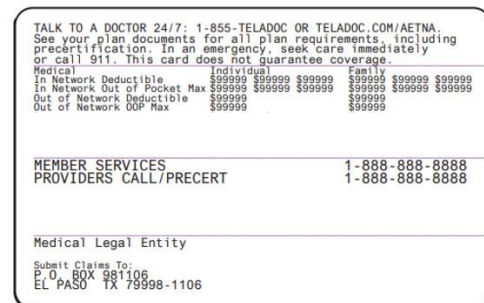 TALK TO A DOCTOR 24/7: 1-855-TELADOC OR TELADOC.COM/AETNA.
See your plan documents for all plan requirements, including
precertification. In an emergency, seek care immediately
or call 911. This card does not guarantee coverage.
Medical Individual Family
In Network Deductible $99999 $99999 $99999 $99999 $99999 $99999
In Network Out of Pocket Max $99999 $99999 $99999 $99999 $99999 $99999
Out of Network Deductible $99999 $99999
Out of Network OOP Max $99999 $99999
MEMBER SERVICES 1-888-888-8888
PROVIDERS CALL/PRECERT 1-888-888-8888
Medical Legal Entity
Submit Claims To:
P.O. BOX 981106
EL PASO TX 79998-1106